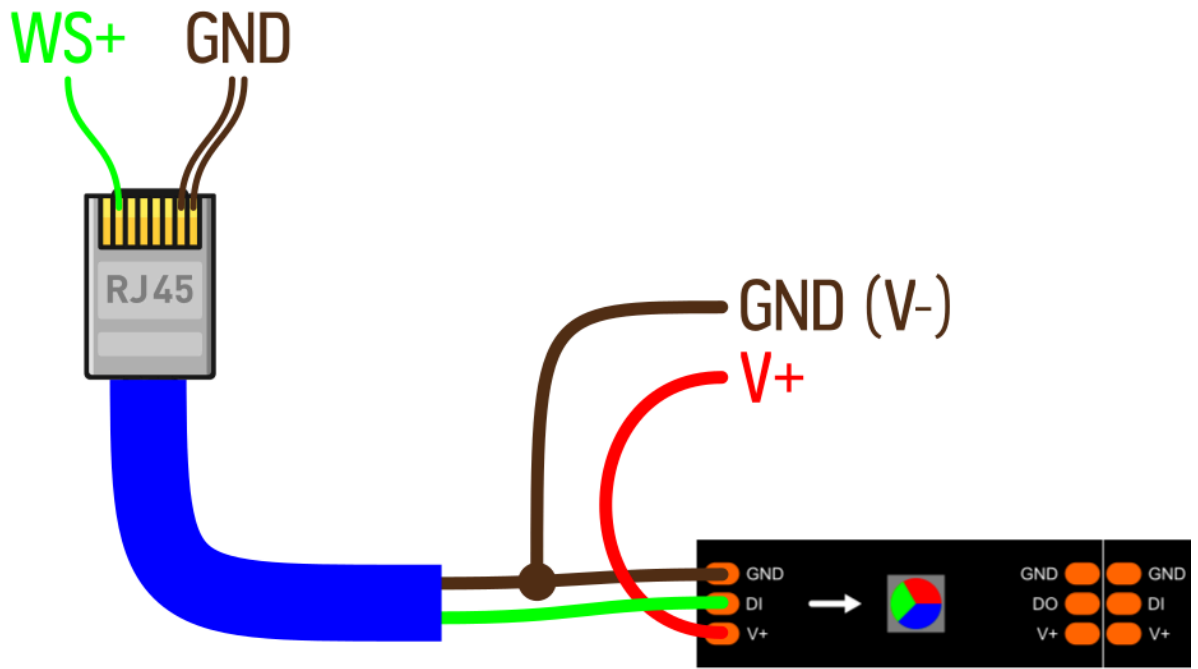 WS+ GND
RJ45
GND (V-)
V+
GND GND GND
DI DO DI
V+ V+ V+